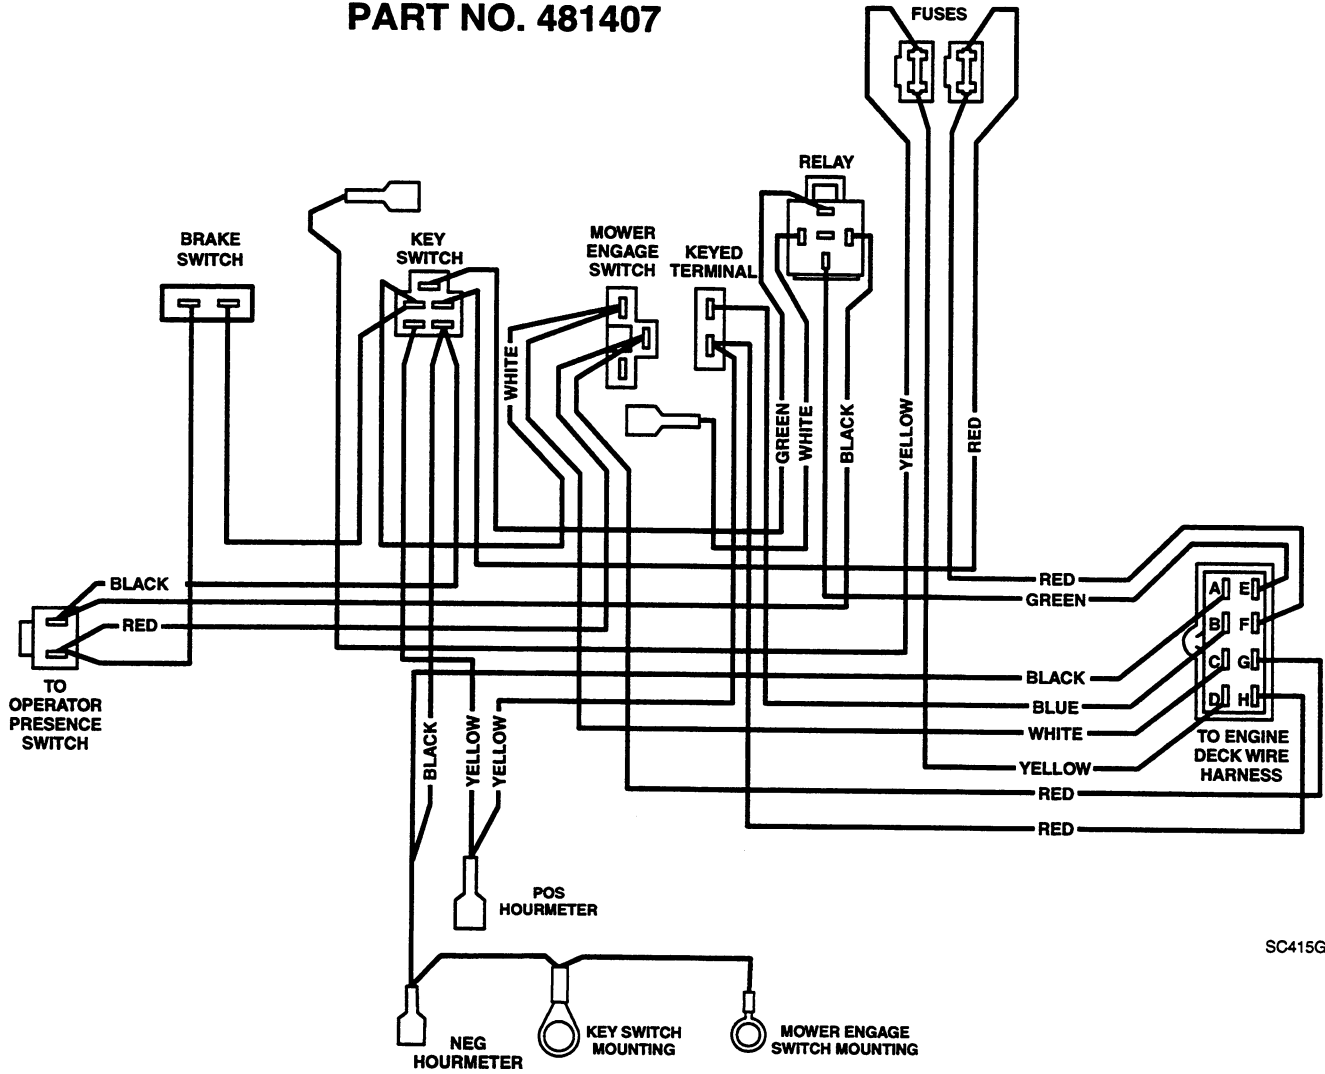 PART NO. 481407
FUSES
RELAY
BRAKE
SWITCH
KEY
SWITCH
MOWER
ENGAGE
SWITCH
KEYED
TERMINAL
WHITE
GREEN
WHITE
BLACK
YELLOW
RED
BLACK
RED
TO
OPERATOR
PRESENCE
SWITCH
RED
GREEN
BLACK
BLUE
WHITE
YELLOW
RED
RED
A E
B F
C G
D H
TO ENGINE
DECK WIRE
HARNESS
BLACK
YELLOW
YELLOW
POS
HOURMETER
SC415G
NEG
HOURMETER
KEY SWITCH
MOUNTING
MOWER ENGAGE
SWITCH MOUNTING